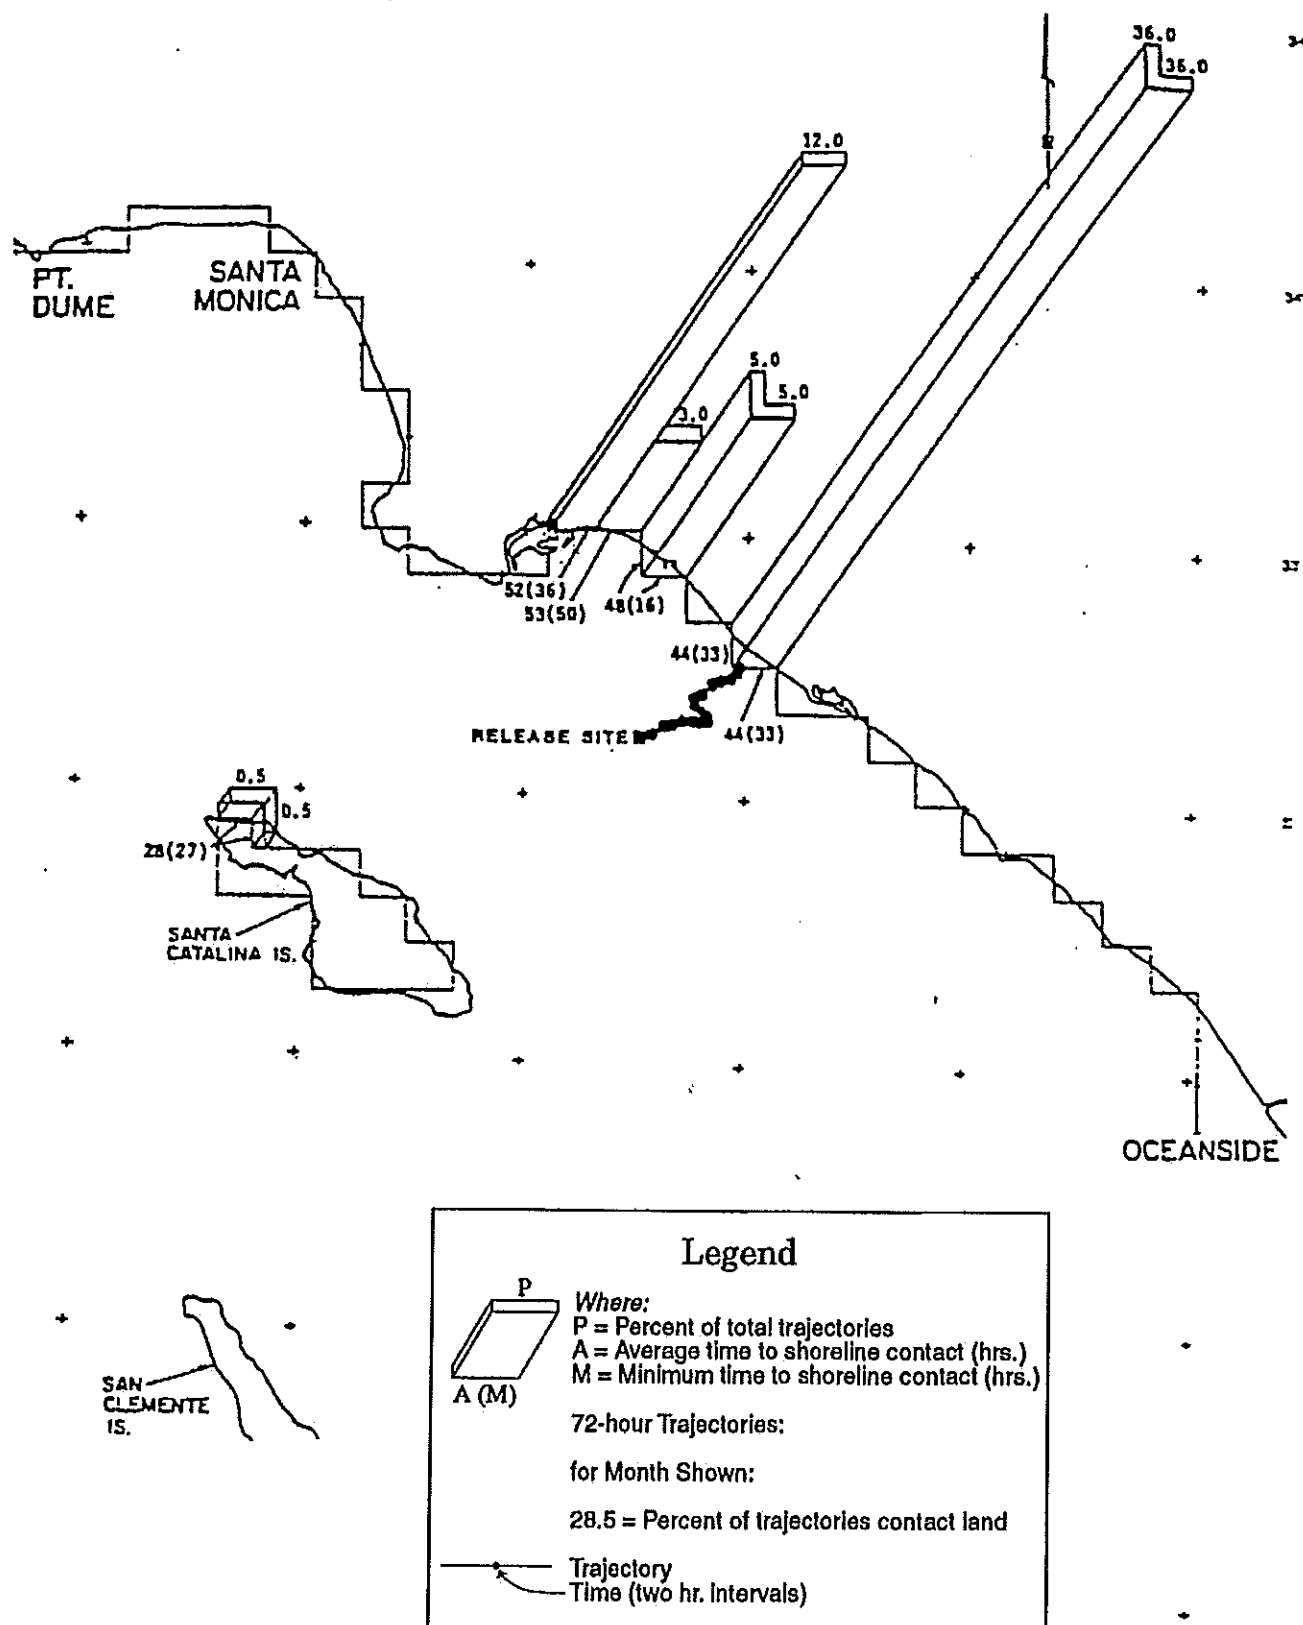 36.0
36.0
12.0
PT.
DUME
SANTA
MONICA
5.0
5.0
3.0
52(36)
53(50)
48(16)
44(33)
44(33)
RELEASE SITE
0.5
0.5
28(27)
SANTA
CATALINA IS.
OCEANSIDE
SAN
CLEMENTE
IS.
Legend
P
A (M)
Where:
P = Percent of total trajectories
A = Average time to shoreline contact (hrs.)
M = Minimum time to shoreline contact (hrs.)
72-hour Trajectories:
for Month Shown:
28.5 = Percent of trajectories contact land
Trajectory
Time (two hr. intervals)